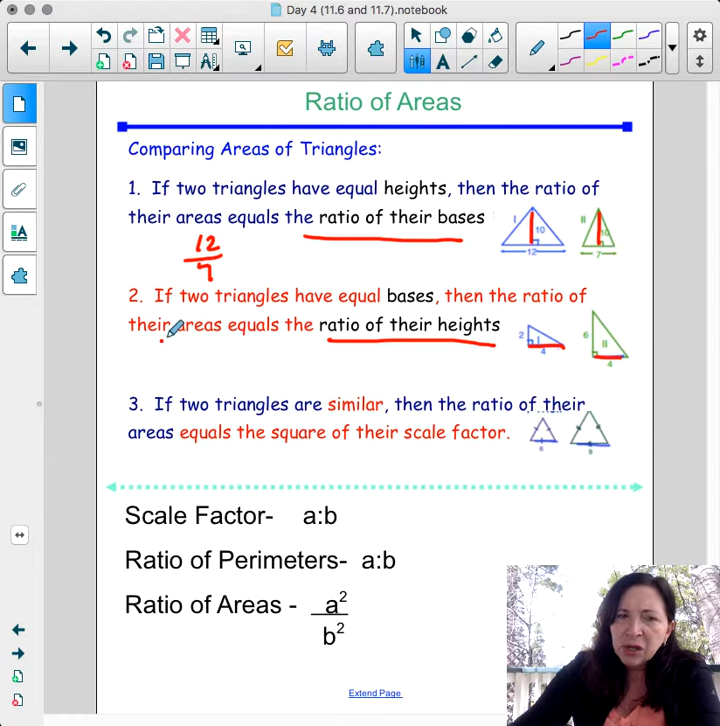 Day 4 (11.6 and 11.7).notebook
Ratio of Areas
Comparing Areas of Triangles:
1. If two triangles have equal heights, then the ratio of
their areas equals the ratio of their bases
I 10 12
II 10 7
12
7
2. If two triangles have equal bases, then the ratio of
their areas equals the ratio of their heights
2 I 4
6 II 4
3. If two triangles are similar, then the ratio of their
areas equals the square of their scale factor.
6 9
Scale Factor- a:b
Ratio of Perimeters- a:b
Ratio of Areas - a²
b²
Extend Page